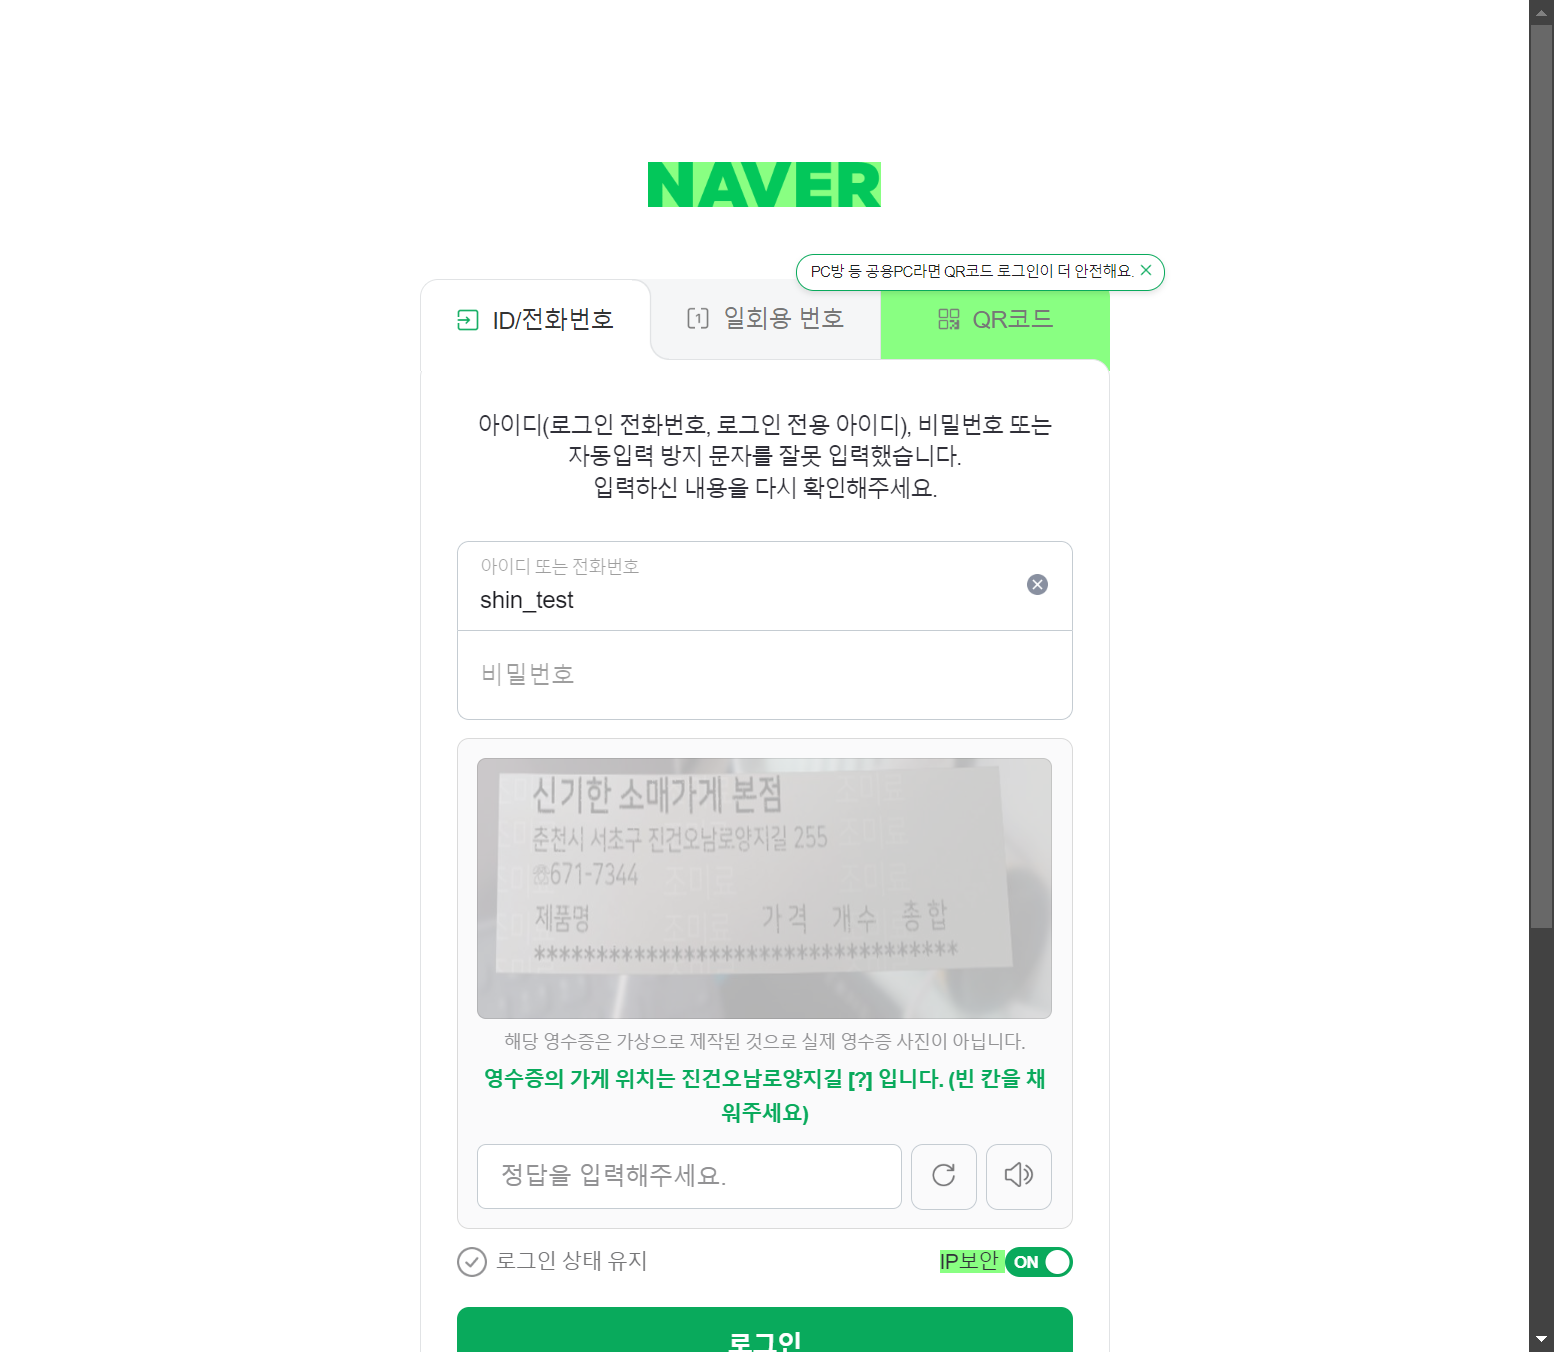 NAVER
PC방 등 공용PC라면 QR코드 로그인이 더 안전해요.
ID/전화번호
1 일회용 번호
QR코드
아이디(로그인 전화번호, 로그인 전용 아이디), 비밀번호 또는
자동입력 방지 문자를 잘못 입력했습니다.
입력하신 내용을 다시 확인해주세요.
아이디 또는 전화번호
shin_test
비밀번호
신기한 소매가게 본점
춘천시 서초구 진건오남로양지길 255
☏671-7344
제품명 가격 개수 총합
**********************************
해당 영수증은 가상으로 제작된 것으로 실제 영수증 사진이 아닙니다.
영수증의 가게 위치는 진건오남로양지길 [?] 입니다. (빈 칸을 채
워주세요)
정답을 입력해주세요.
로그인 상태 유지
IP보안 ON
로그인